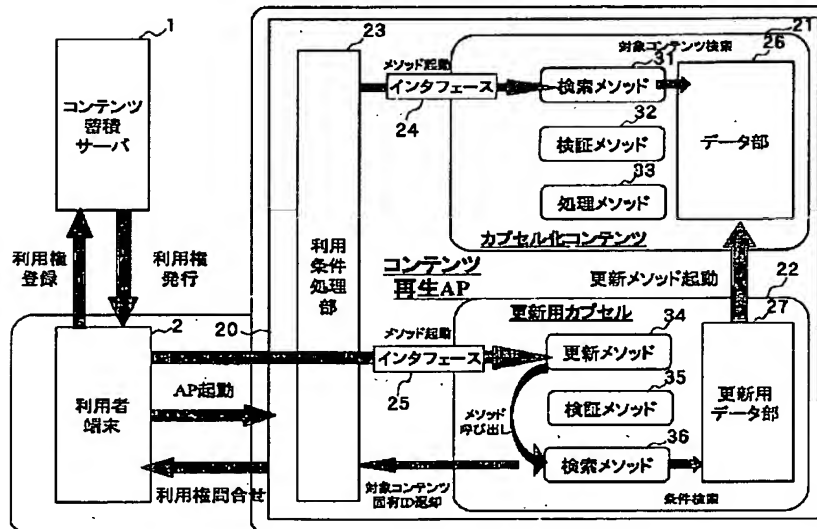 1
コンテンツ
蓄積
サーバ
利用権
登録
利用権
発行
2
利用者
端末
20
AP起動
利用権問合せ
23
利用
条件
処理
部
メソッド起動
インタフェース
24
コンテンツ
再生AP
21
対象コンテンツ検索
26
31
検索メソッド
32
検証メソッド
33
処理メソッド
データ部
カプセル化コンテンツ
更新メソッド起動
22
更新用カプセル
27
メソッド起動
インタフェース
25
34
更新メソッド
35
検証メソッド
メソッド
呼び出し
36
検索メソッド
更新用
データ部
条件検索
対象コンテンツ
固有ID返却